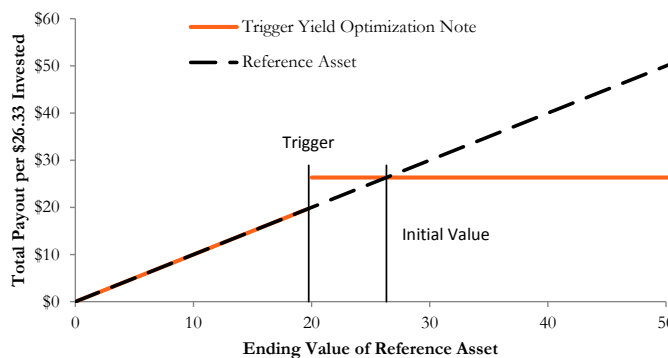 $60
$50
$40
$30
$20
$10
$0
Total Payout per $26.33 Invested
Trigger Yield Optimization Note
Reference Asset
Trigger
Initial Value
0
10
20
30
40
50
Ending Value of Reference Asset